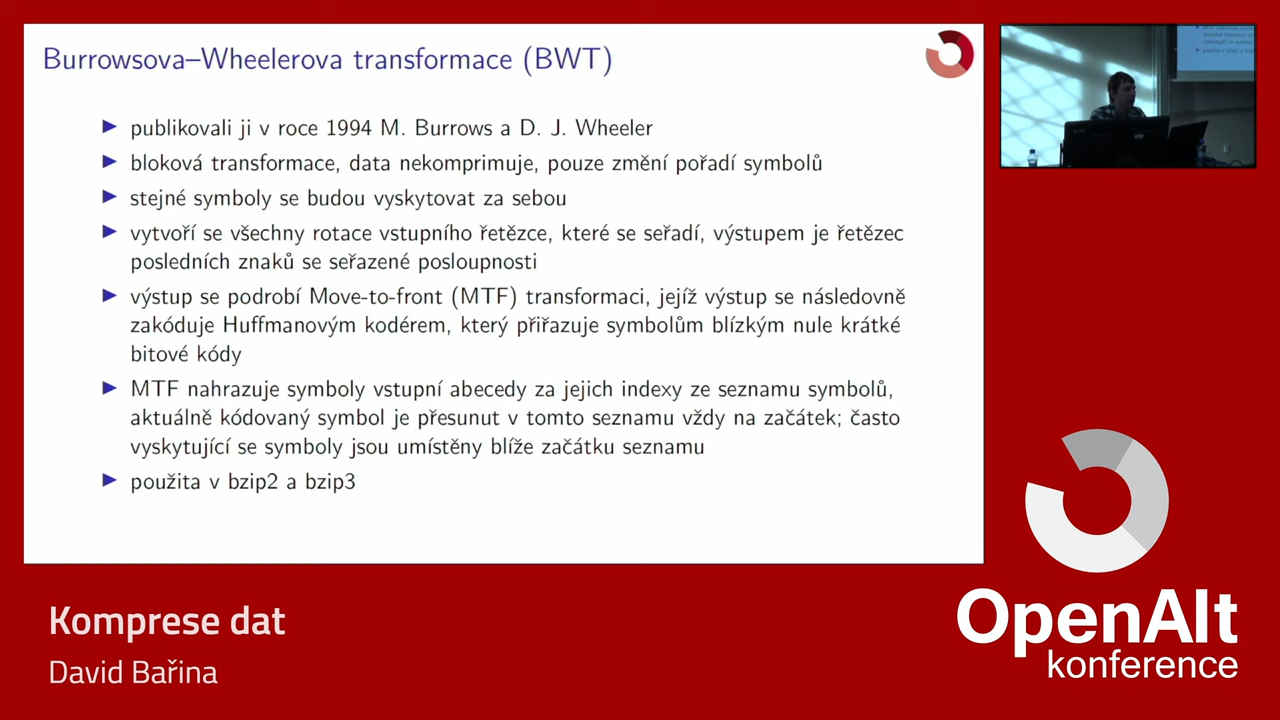 Burrowsova–Wheelerova transformace (BWT)
publikovali ji v roce 1994 M. Burrows a D. J. Wheeler
bloková transformace, data nekomprimuje, pouze změní pořadí symbolů
stejné symboly se budou vyskytovat za sebou
vytvoří se všechny rotace vstupního řetězce, které se seřadí, výstupem je řetězec
posledních znaků se seřazené posloupnosti
výstup se podrobí Move-to-front (MTF) transformaci, jejíž výstup se následovně
zakóduje Huffmanovým kodérem, který přiřazuje symbolům blízkým nule krátké
bitové kódy
MTF nahrazuje symboly vstupní abecedy za jejich indexy ze seznamu symbolů,
aktuálně kódovaný symbol je přesunut v tomto seznamu vždy na začátek; často
vyskytující se symboly jsou umístěny blíže začátku seznamu
použita v bzip2 a bzip3
Komprese dat
David Bařina
OpenAlt
konference